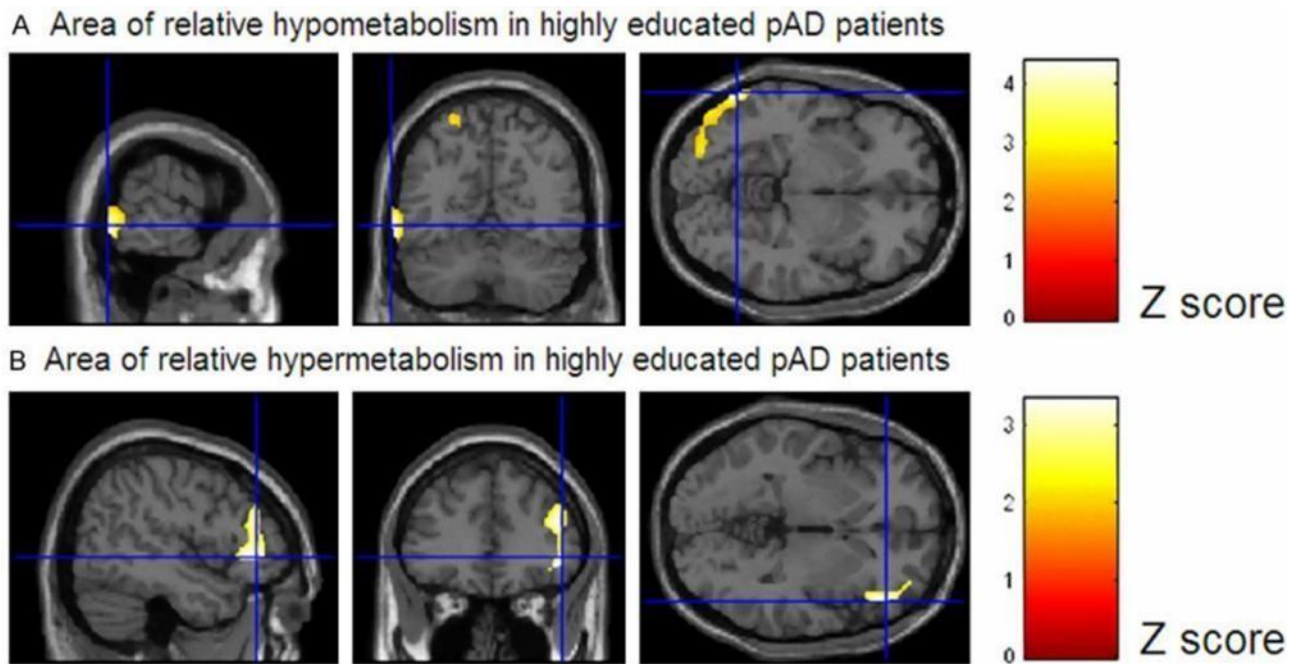 A Area of relative hypometabolism in highly educated pAD patients
4
3
2
1
0
Z score
B Area of relative hypermetabolism in highly educated pAD patients
3
2
1
0
Z score